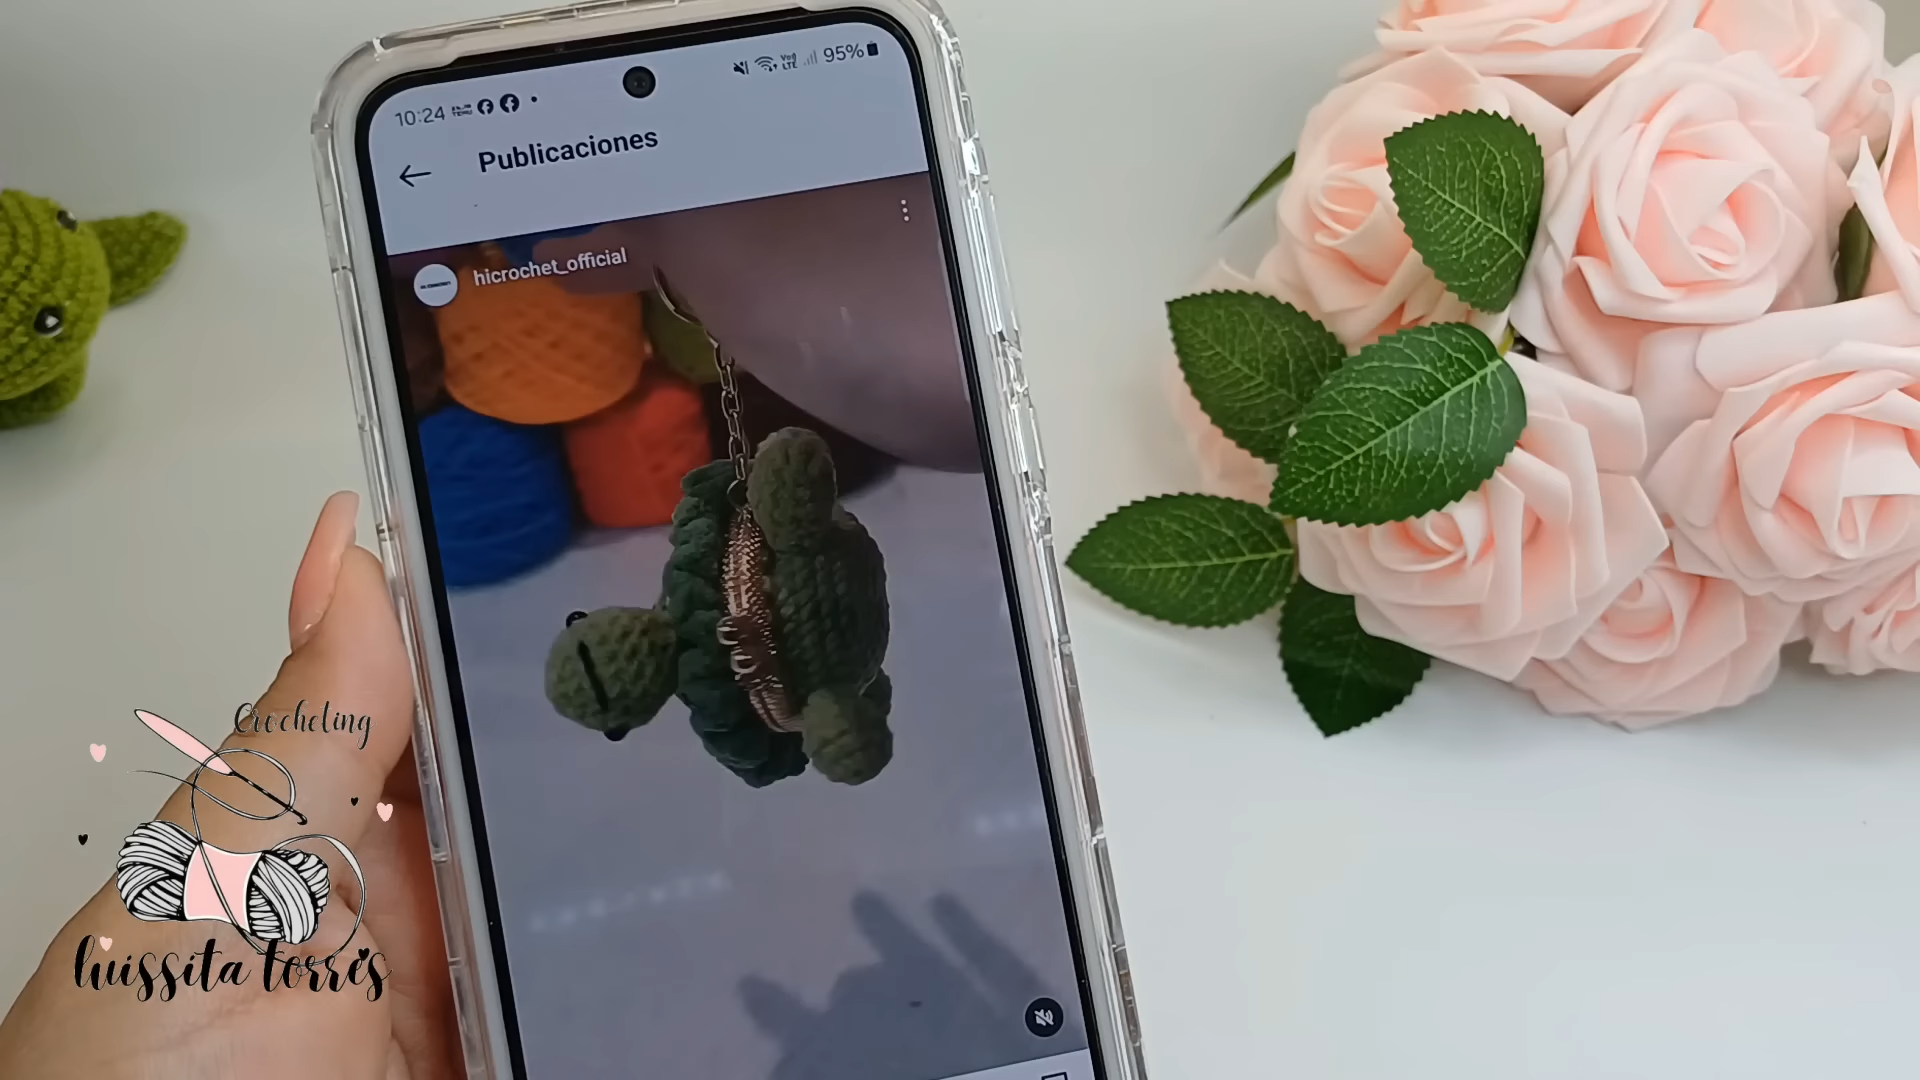 10:24
95%
Publicaciones
hicrochet_official
Crocheting
luissita torres